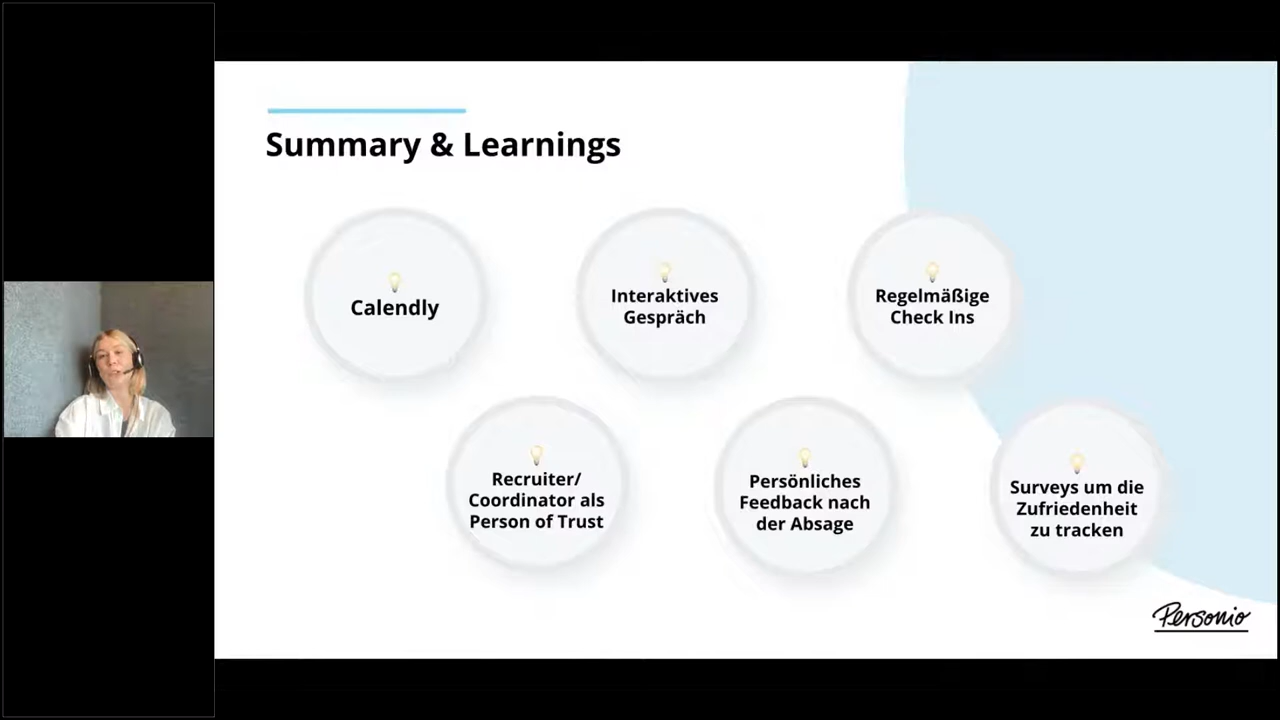 Summary & Learnings
Calendly
Interaktives
Gespräch
Regelmäßige
Check Ins
Recruiter/
Coordinator als
Person of Trust
Persönliches
Feedback nach
der Absage
Surveys um die
Zufriedenheit
zu tracken
Personio